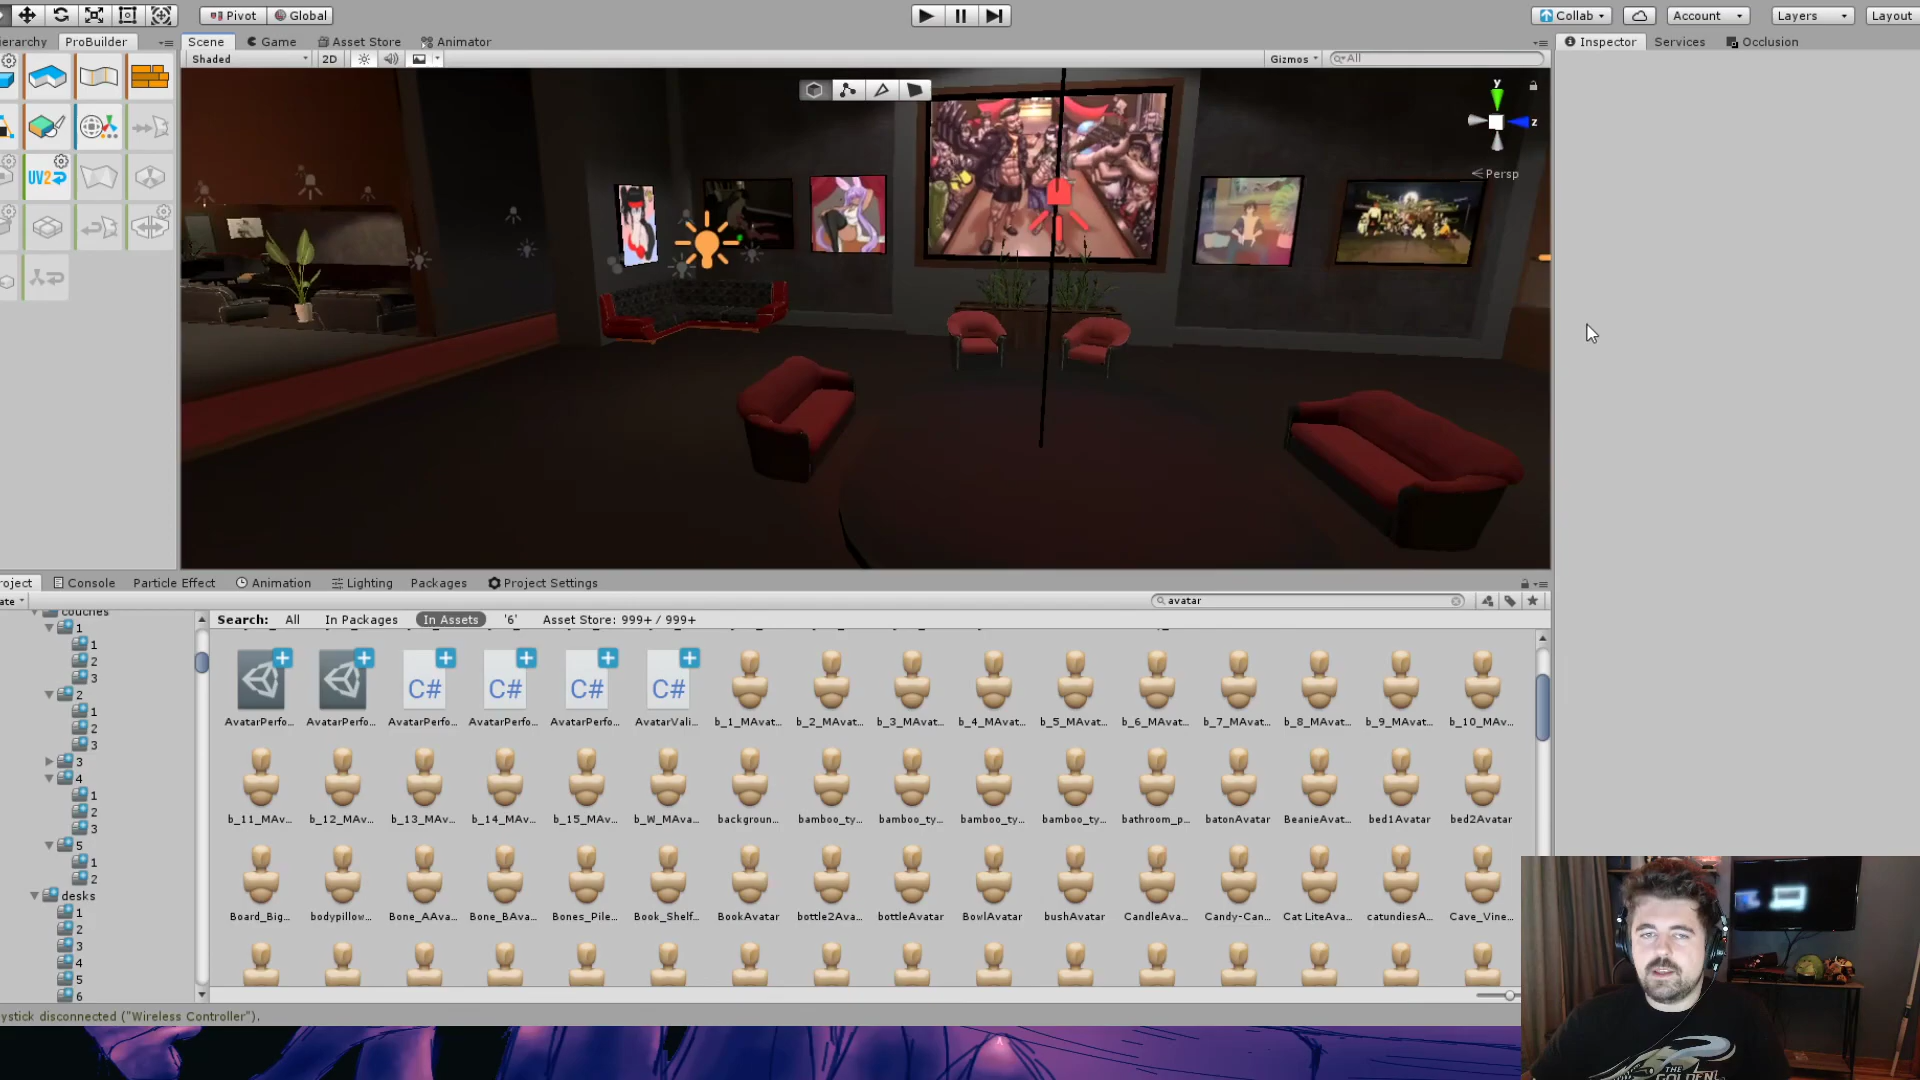 Pivot Global Collab Account Layers Layout
ierarchy ProBuilder Scene Game Asset Store Animator Inspector Services Occlusion
Shaded 2D Gizmos All
y
z
Persp
UV2
roject Console Particle Effect Animation Lighting Packages Project Settings
ate avatar
couches Search: All In Packages In Assets '6' Asset Store: 999+ / 999+
1
1
2
3
2
1
2
3
3
4
1
2
3
5
1
2
desks
1
2
3
4
5
6
C# C# C# C#
AvatarPerfo... AvatarPerfo... AvatarPerfo... AvatarPerfo... AvatarPerfo... AvatarVali... b_1_MAvat... b_2_MAvat... b_3_MAvat... b_4_MAvat... b_5_MAvat... b_6_MAvat... b_7_MAvat... b_8_MAvat... b_9_MAvat... b_10_MAv...
b_11_MAv... b_12_MAv... b_13_MAv... b_14_MAv... b_15_MAv... b_W_MAva... backgroun... bamboo_ty... bamboo_ty... bamboo_ty... bamboo_ty... bathroom_p... batonAvatar BeanieAvat... bed1Avatar bed2Avatar
Board_Big... bodypillow... Bone_AAva... Bone_BAva... Bones_Pile... Book_Shelf... BookAvatar bottle2Ava... bottleAvatar BowlAvatar bushAvatar CandleAva... Candy-Can... Cat LiteAva... catundiesA... Cave_Vine...
ystick disconnected ("Wireless Controller").
THE
GOLDEN